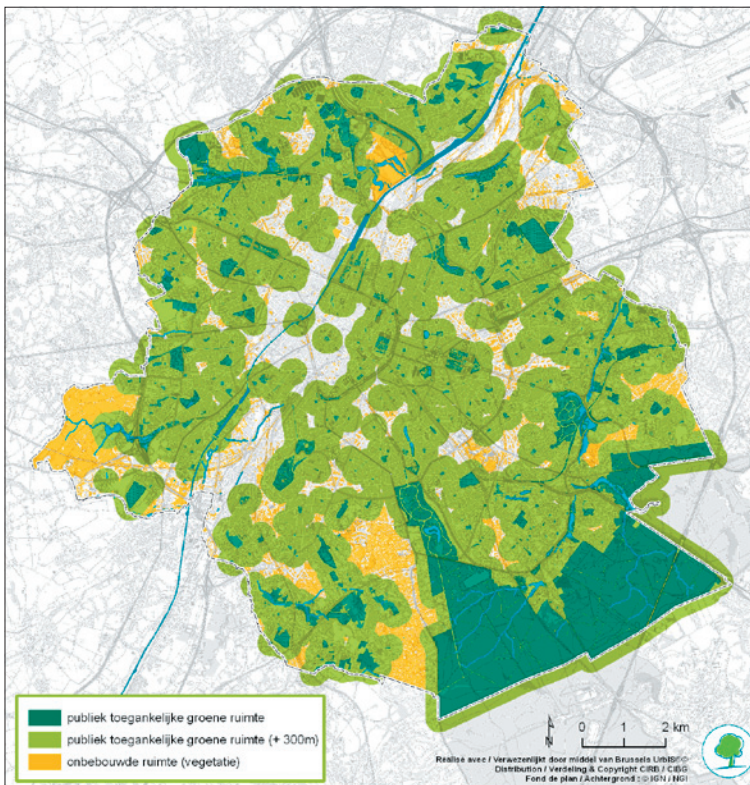 publiek toegankelijke groene ruimte
publiek toegankelijke groene ruimte (+ 300m)
onbebouwde ruimte (vegetatie)
N
0 1 2 km
Réalisé avec / Verwezenlijkt door middel van Brussels UrbIS®©
Distribution / Verdeling & Copyright CIRB / CIBG
Fond de plan / Achtergrond : © IGN / NGI